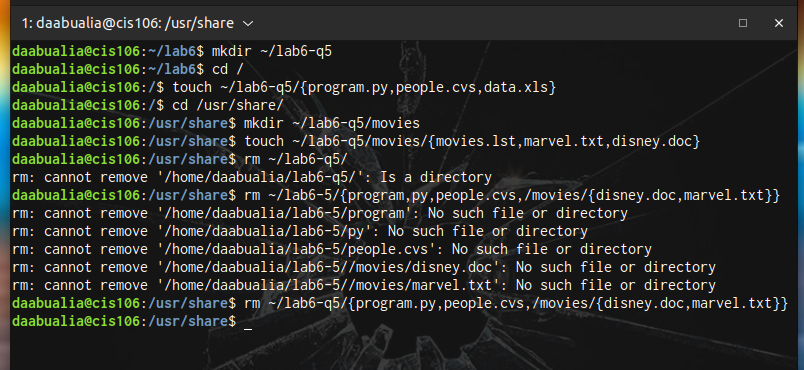 1: daabualia@cis106: /usr/share
daabualia@cis106:~/lab6$ mkdir ~/lab6-q5
daabualia@cis106:~/lab6$ cd /
daabualia@cis106:/$ touch ~/lab6-q5/{program.py,people.cvs,data.xls}
daabualia@cis106:/$ cd /usr/share/
daabualia@cis106:/usr/share$ mkdir ~/lab6-q5/movies
daabualia@cis106:/usr/share$ touch ~/lab6-q5/movies/{movies.lst,marvel.txt,disney.doc}
daabualia@cis106:/usr/share$ rm ~/lab6-q5/
rm: cannot remove '/home/daabualia/lab6-q5/': Is a directory
daabualia@cis106:/usr/share$ rm ~/lab6-5/{program,py,people.cvs,/movies/{disney.doc,marvel.txt}}
rm: cannot remove '/home/daabualia/lab6-5/program': No such file or directory
rm: cannot remove '/home/daabualia/lab6-5/py': No such file or directory
rm: cannot remove '/home/daabualia/lab6-5/people.cvs': No such file or directory
rm: cannot remove '/home/daabualia/lab6-5//movies/disney.doc': No such file or directory
rm: cannot remove '/home/daabualia/lab6-5//movies/marvel.txt': No such file or directory
daabualia@cis106:/usr/share$ rm ~/lab6-q5/{program.py,people.cvs,/movies/{disney.doc,marvel.txt}}
daabualia@cis106:/usr/share$